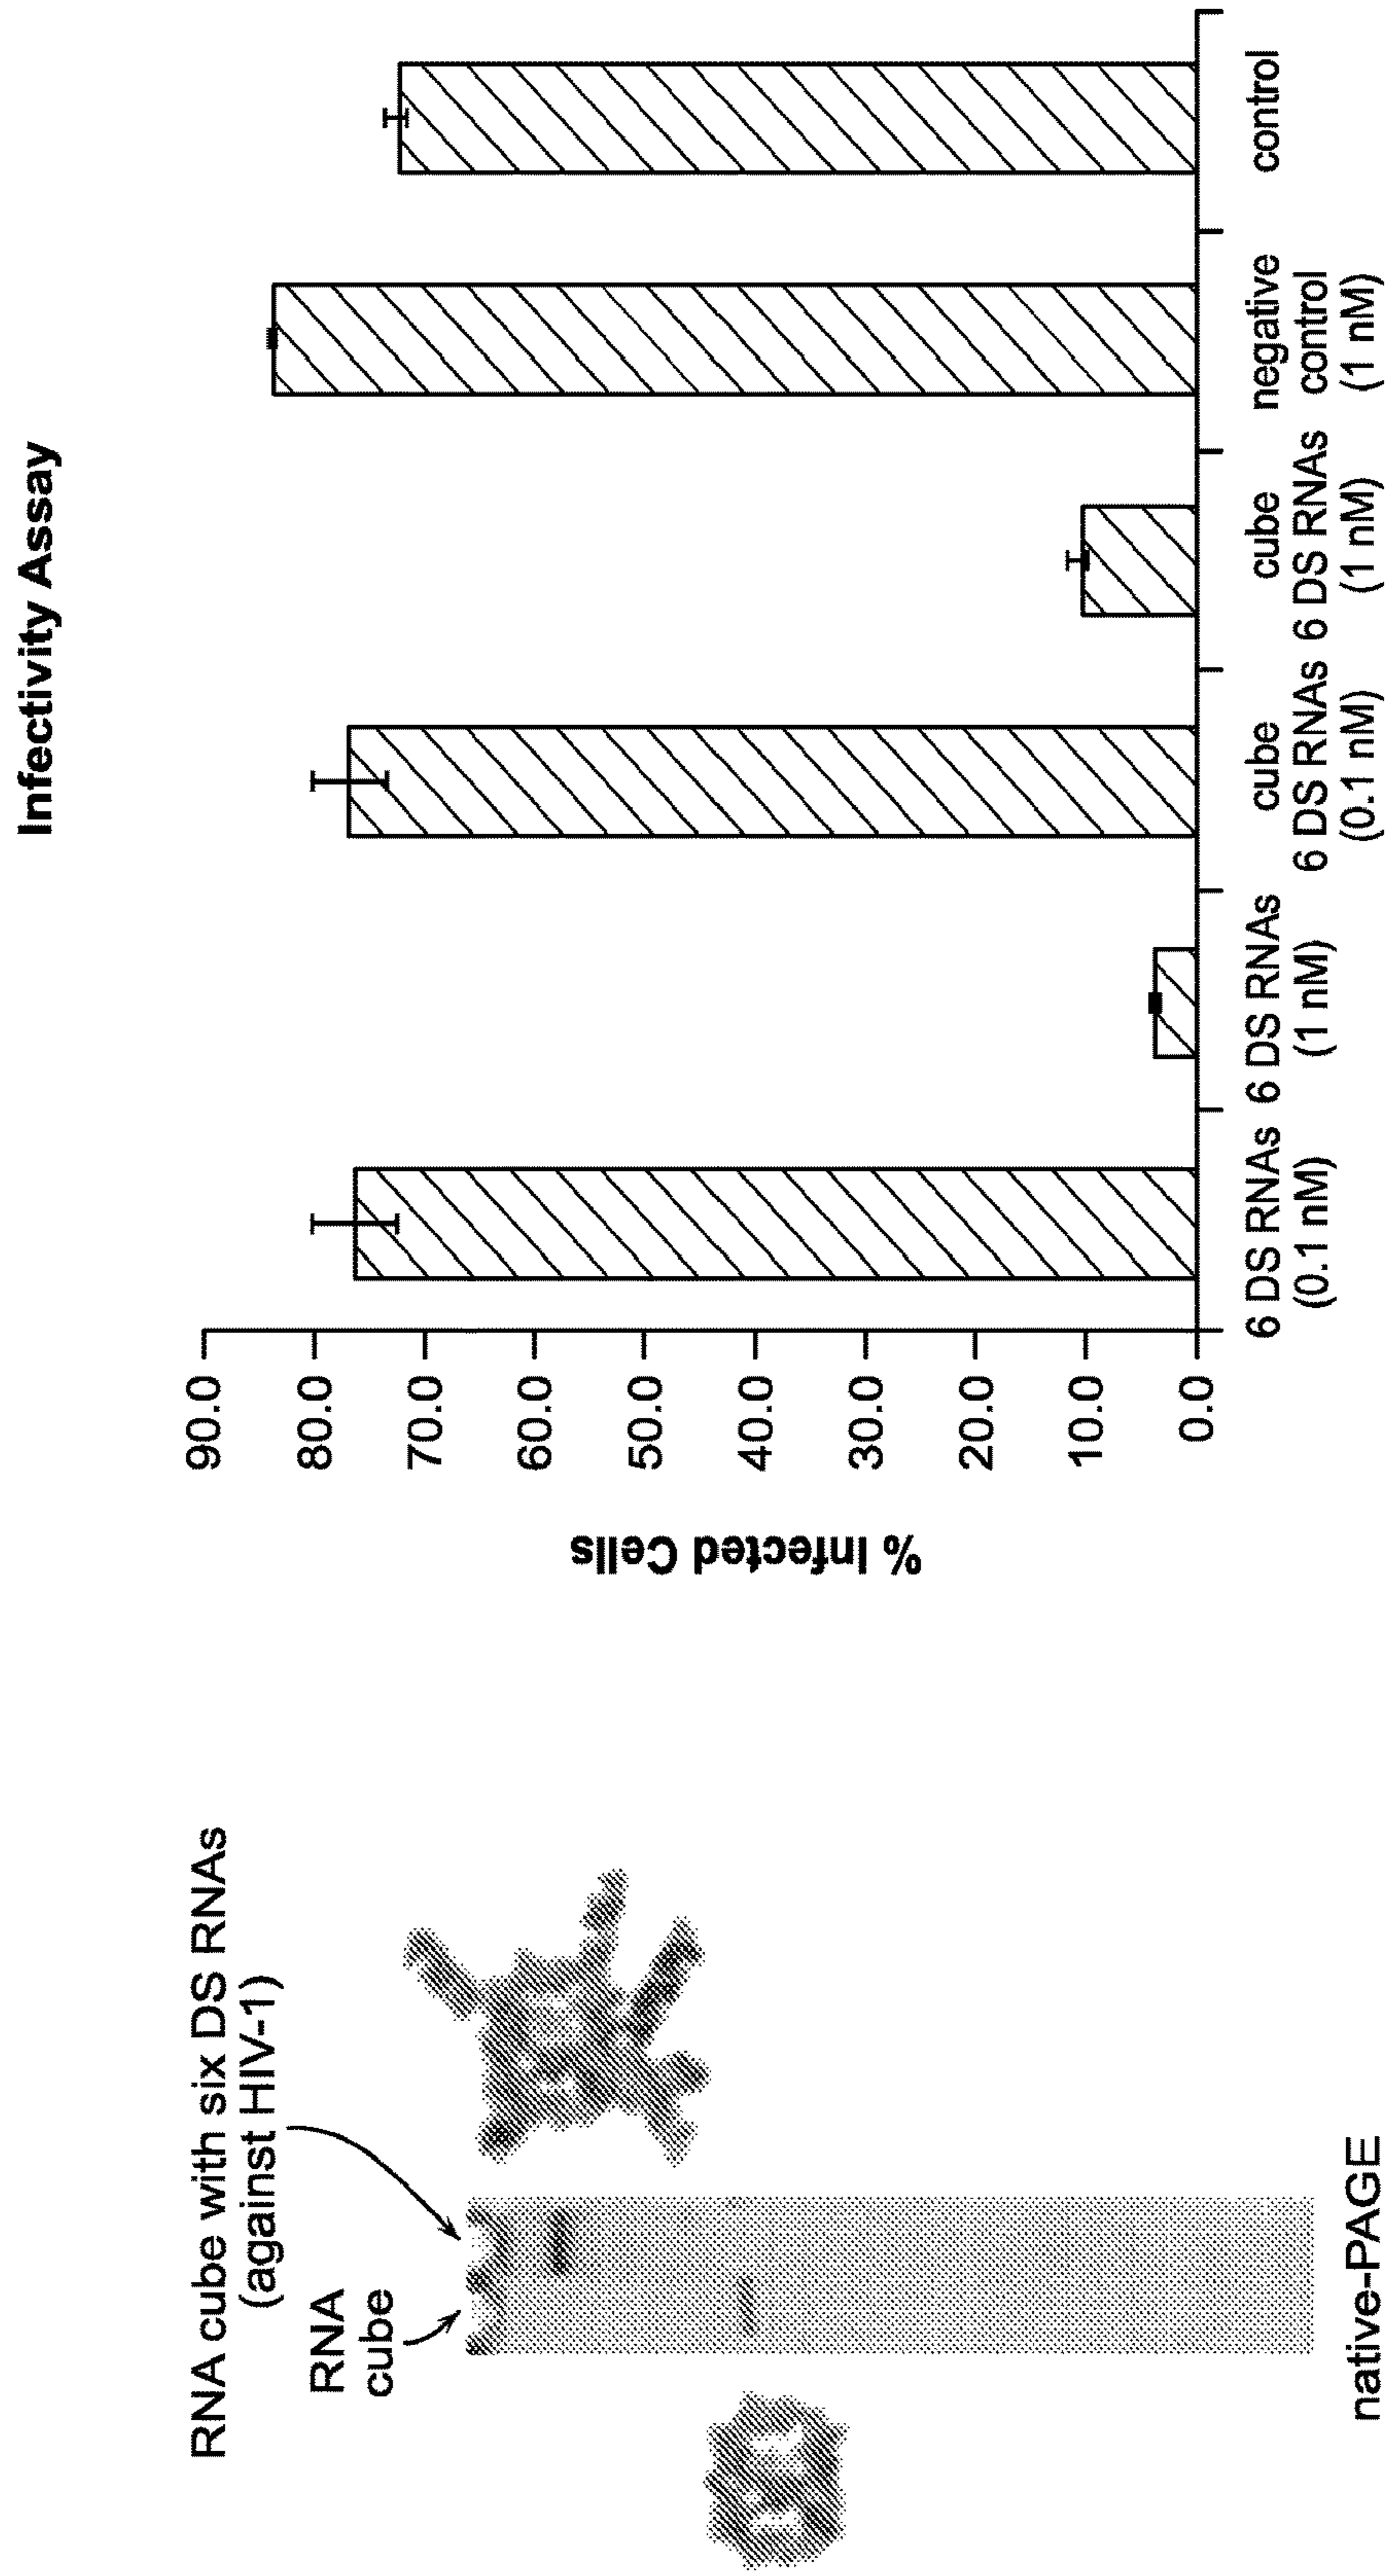 RNA cube with six DS RNAs
(against HIV-1)
RNA
cube
native-PAGE
Infectivity Assay
% Infected Cells
90.0
80.0
70.0
60.0
50.0
40.0
30.0
20.0
10.0
0.0
6 DS RNAs
(0.1 nM)
6 DS RNAs
(1 nM)
cube
6 DS RNAs
(0.1 nM)
cube
6 DS RNAs
(1 nM)
negative
control
(1 nM)
control